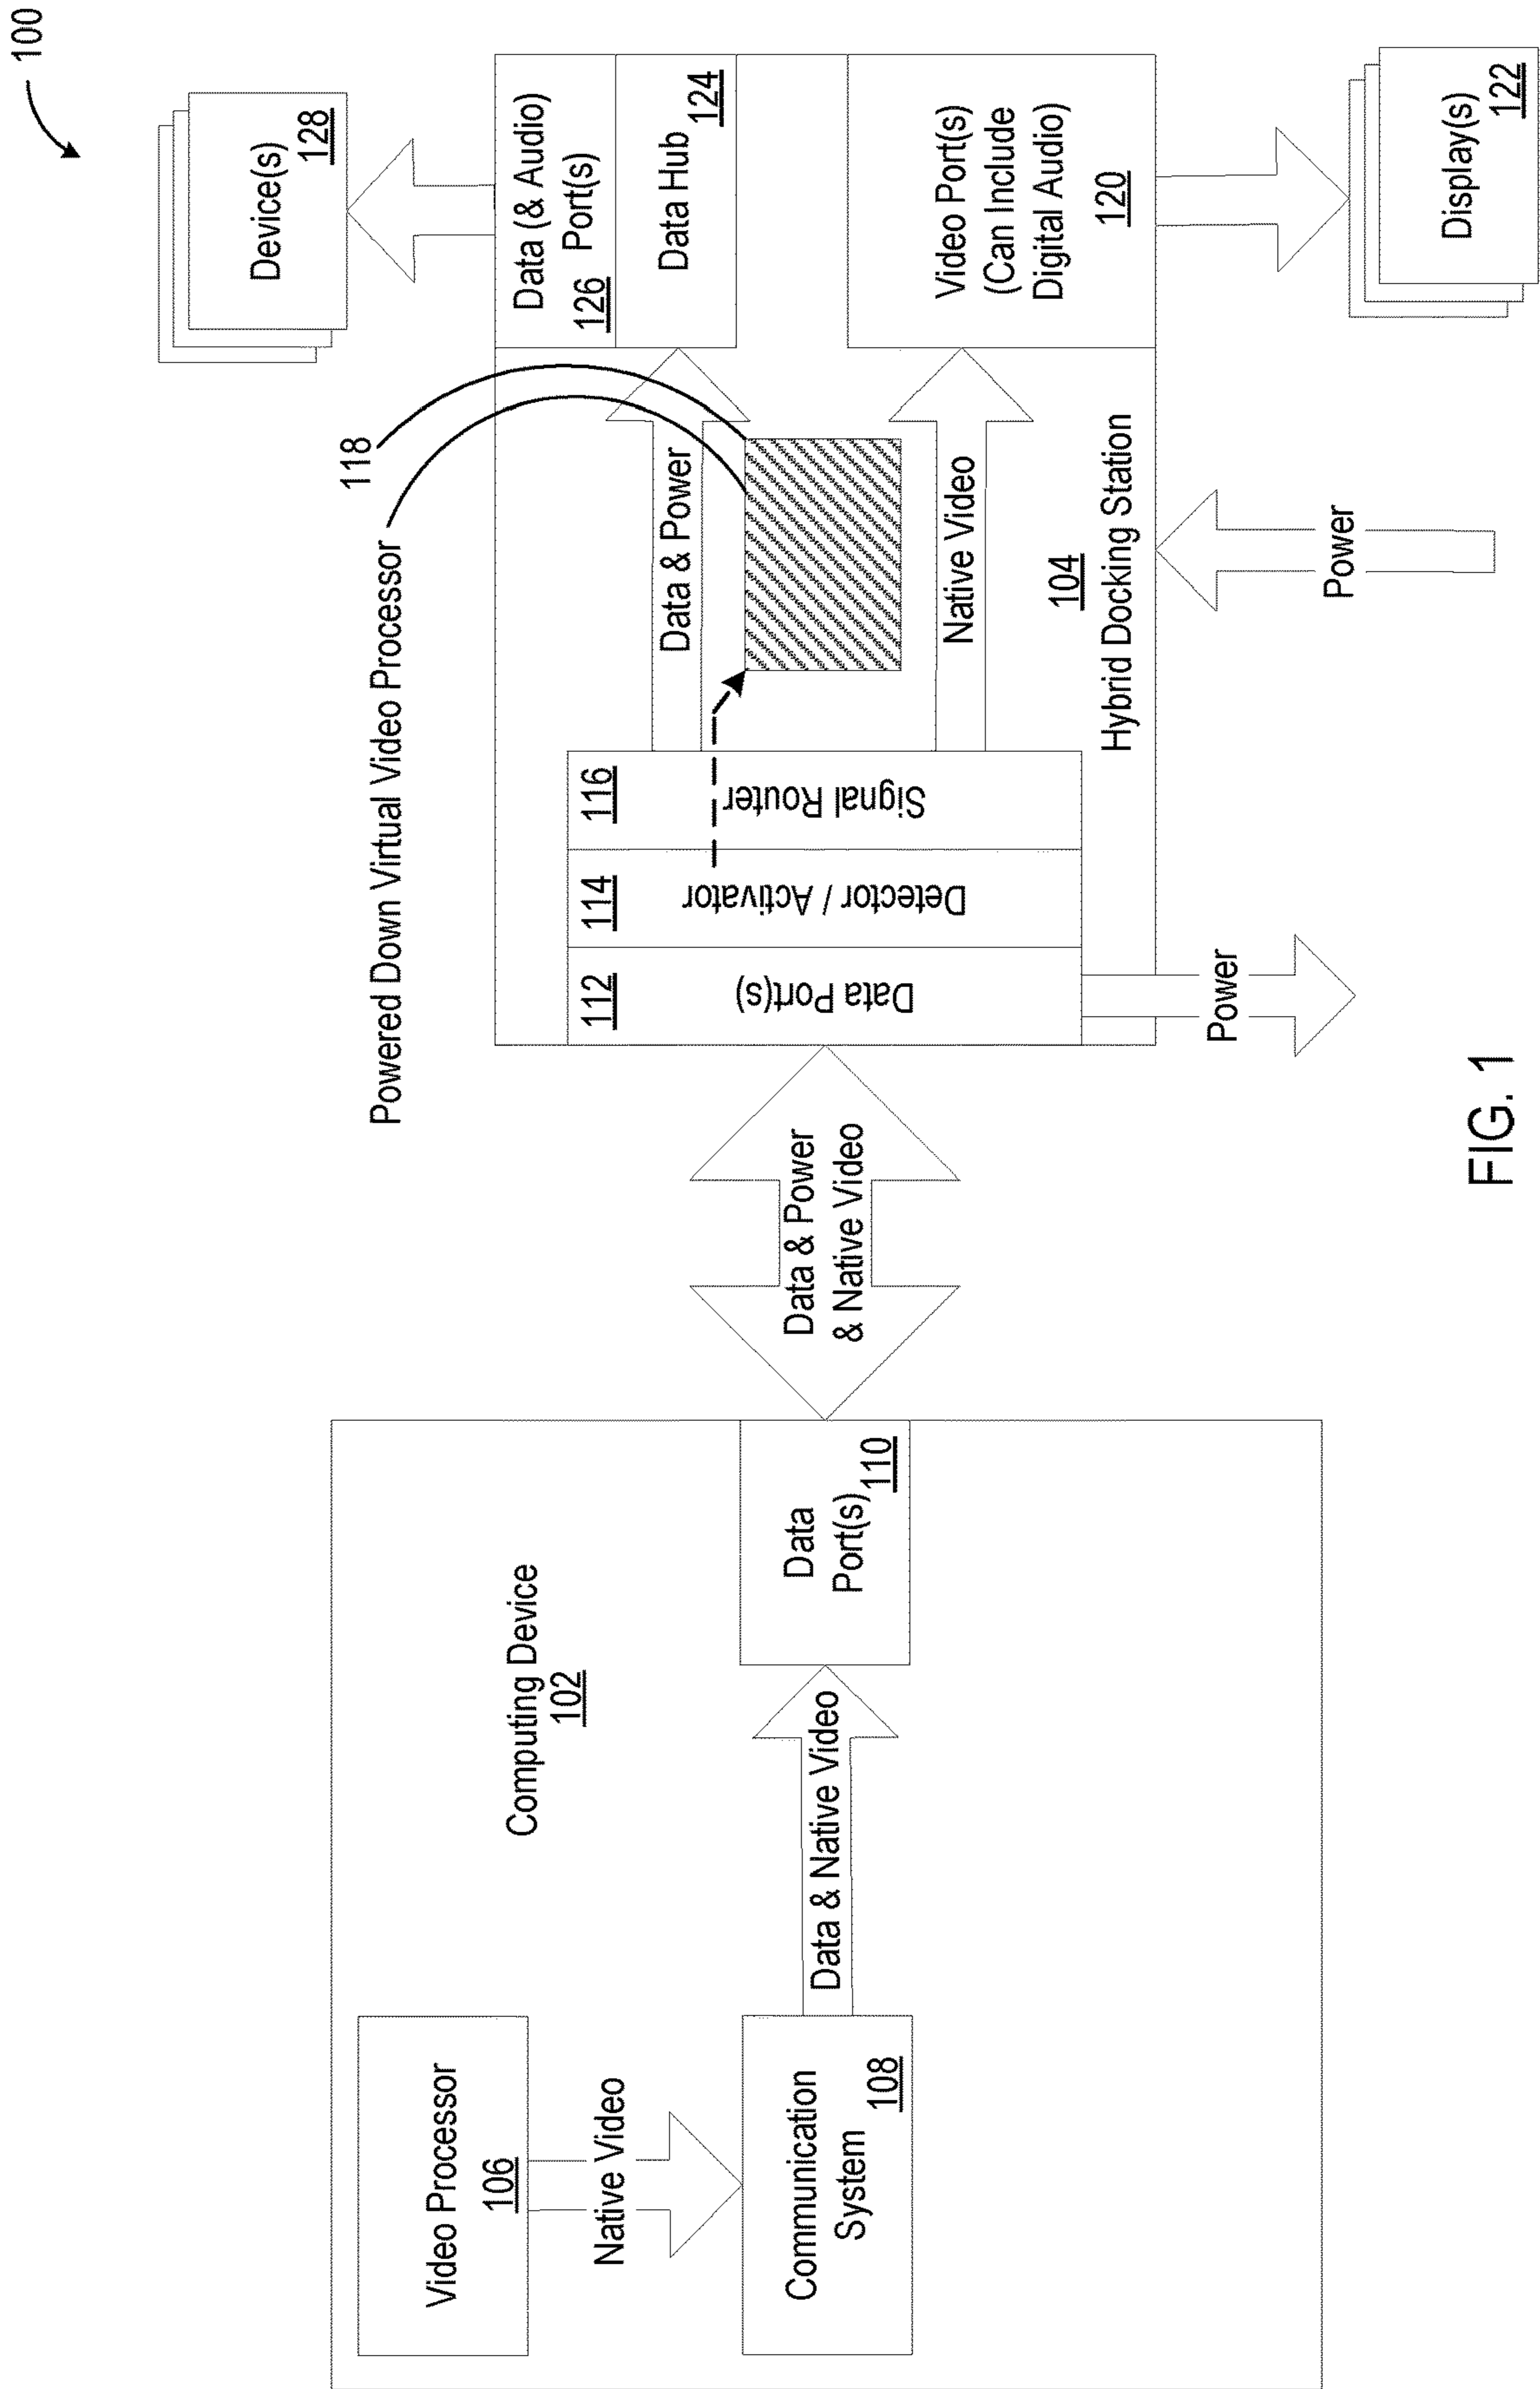 100
Device(s)
128
118
Powered Down Virtual Video Processor
Data (& Audio)
Port(s)
126
Data Hub
124
Data & Power
Native Video
Video Port(s)
(Can Include
Digital Audio)
120
Signal Router
116
Detector / Activator
114
Data Port(s)
112
104
Hybrid Docking Station
Power
Power
Display(s)
122
Data & Power
& Native Video
Computing Device
102
Data
Port(s)
110
Data & Native Video
Video Processor
106
Native Video
Communication
System
108
FIG. 1